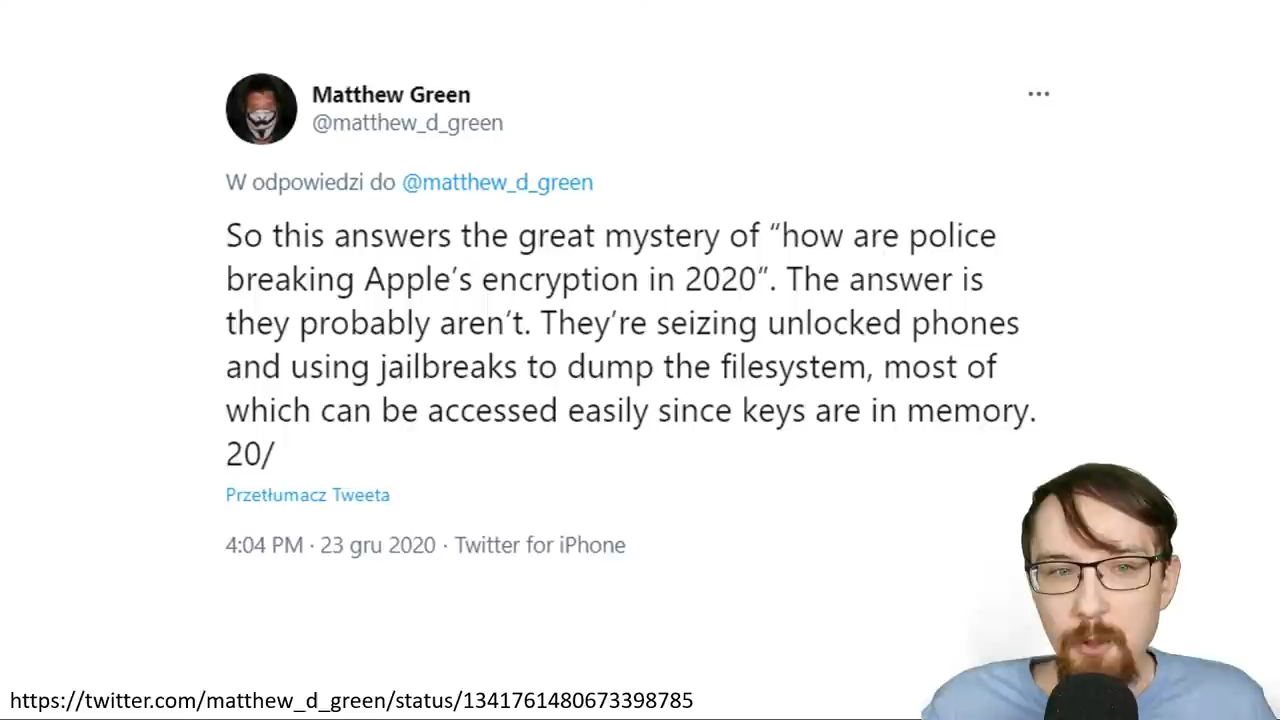 Matthew Green
@matthew_d_green
W odpowiedzi do @matthew_d_green
So this answers the great mystery of “how are police
breaking Apple’s encryption in 2020”. The answer is
they probably aren’t. They’re seizing unlocked phones
and using jailbreaks to dump the filesystem, most of
which can be accessed easily since keys are in memory.
20/
Przetłumacz Tweeta
4:04 PM · 23 gru 2020 · Twitter for iPhone
https://twitter.com/matthew_d_green/status/1341761480673398785